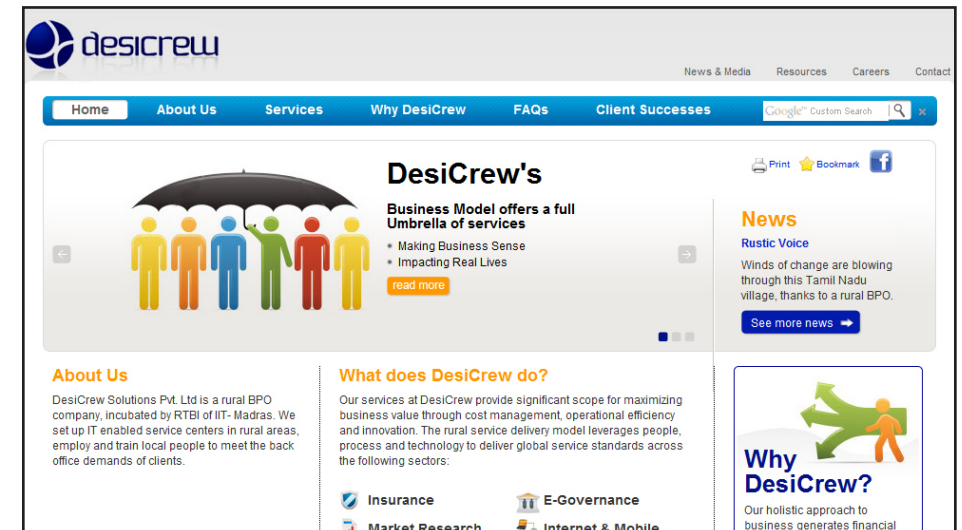 desicrew
News & Media Resources Careers Contact
Home About Us Services Why DesiCrew FAQs Client Successes Google™ Custom Search ×
Print Bookmark f
DesiCrew's
Business Model offers a full
Umbrella of services
• Making Business Sense
• Impacting Real Lives
read more
News
Rustic Voice
Winds of change are blowing
through this Tamil Nadu
village, thanks to a rural BPO.
See more news
About Us
DesiCrew Solutions Pvt. Ltd is a rural BPO
company, incubated by RTBI of IIT- Madras. We
set up IT enabled service centers in rural areas,
employ and train local people to meet the back
office demands of clients.
What does DesiCrew do?
Our services at DesiCrew provide significant scope for maximizing
business value through cost management, operational efficiency
and innovation. The rural service delivery model leverages people,
process and technology to deliver global service standards across
the following sectors:
Insurance E-Governance
Market Research Internet & Mobile
Why
DesiCrew?
Our holistic approach to
business generates financial